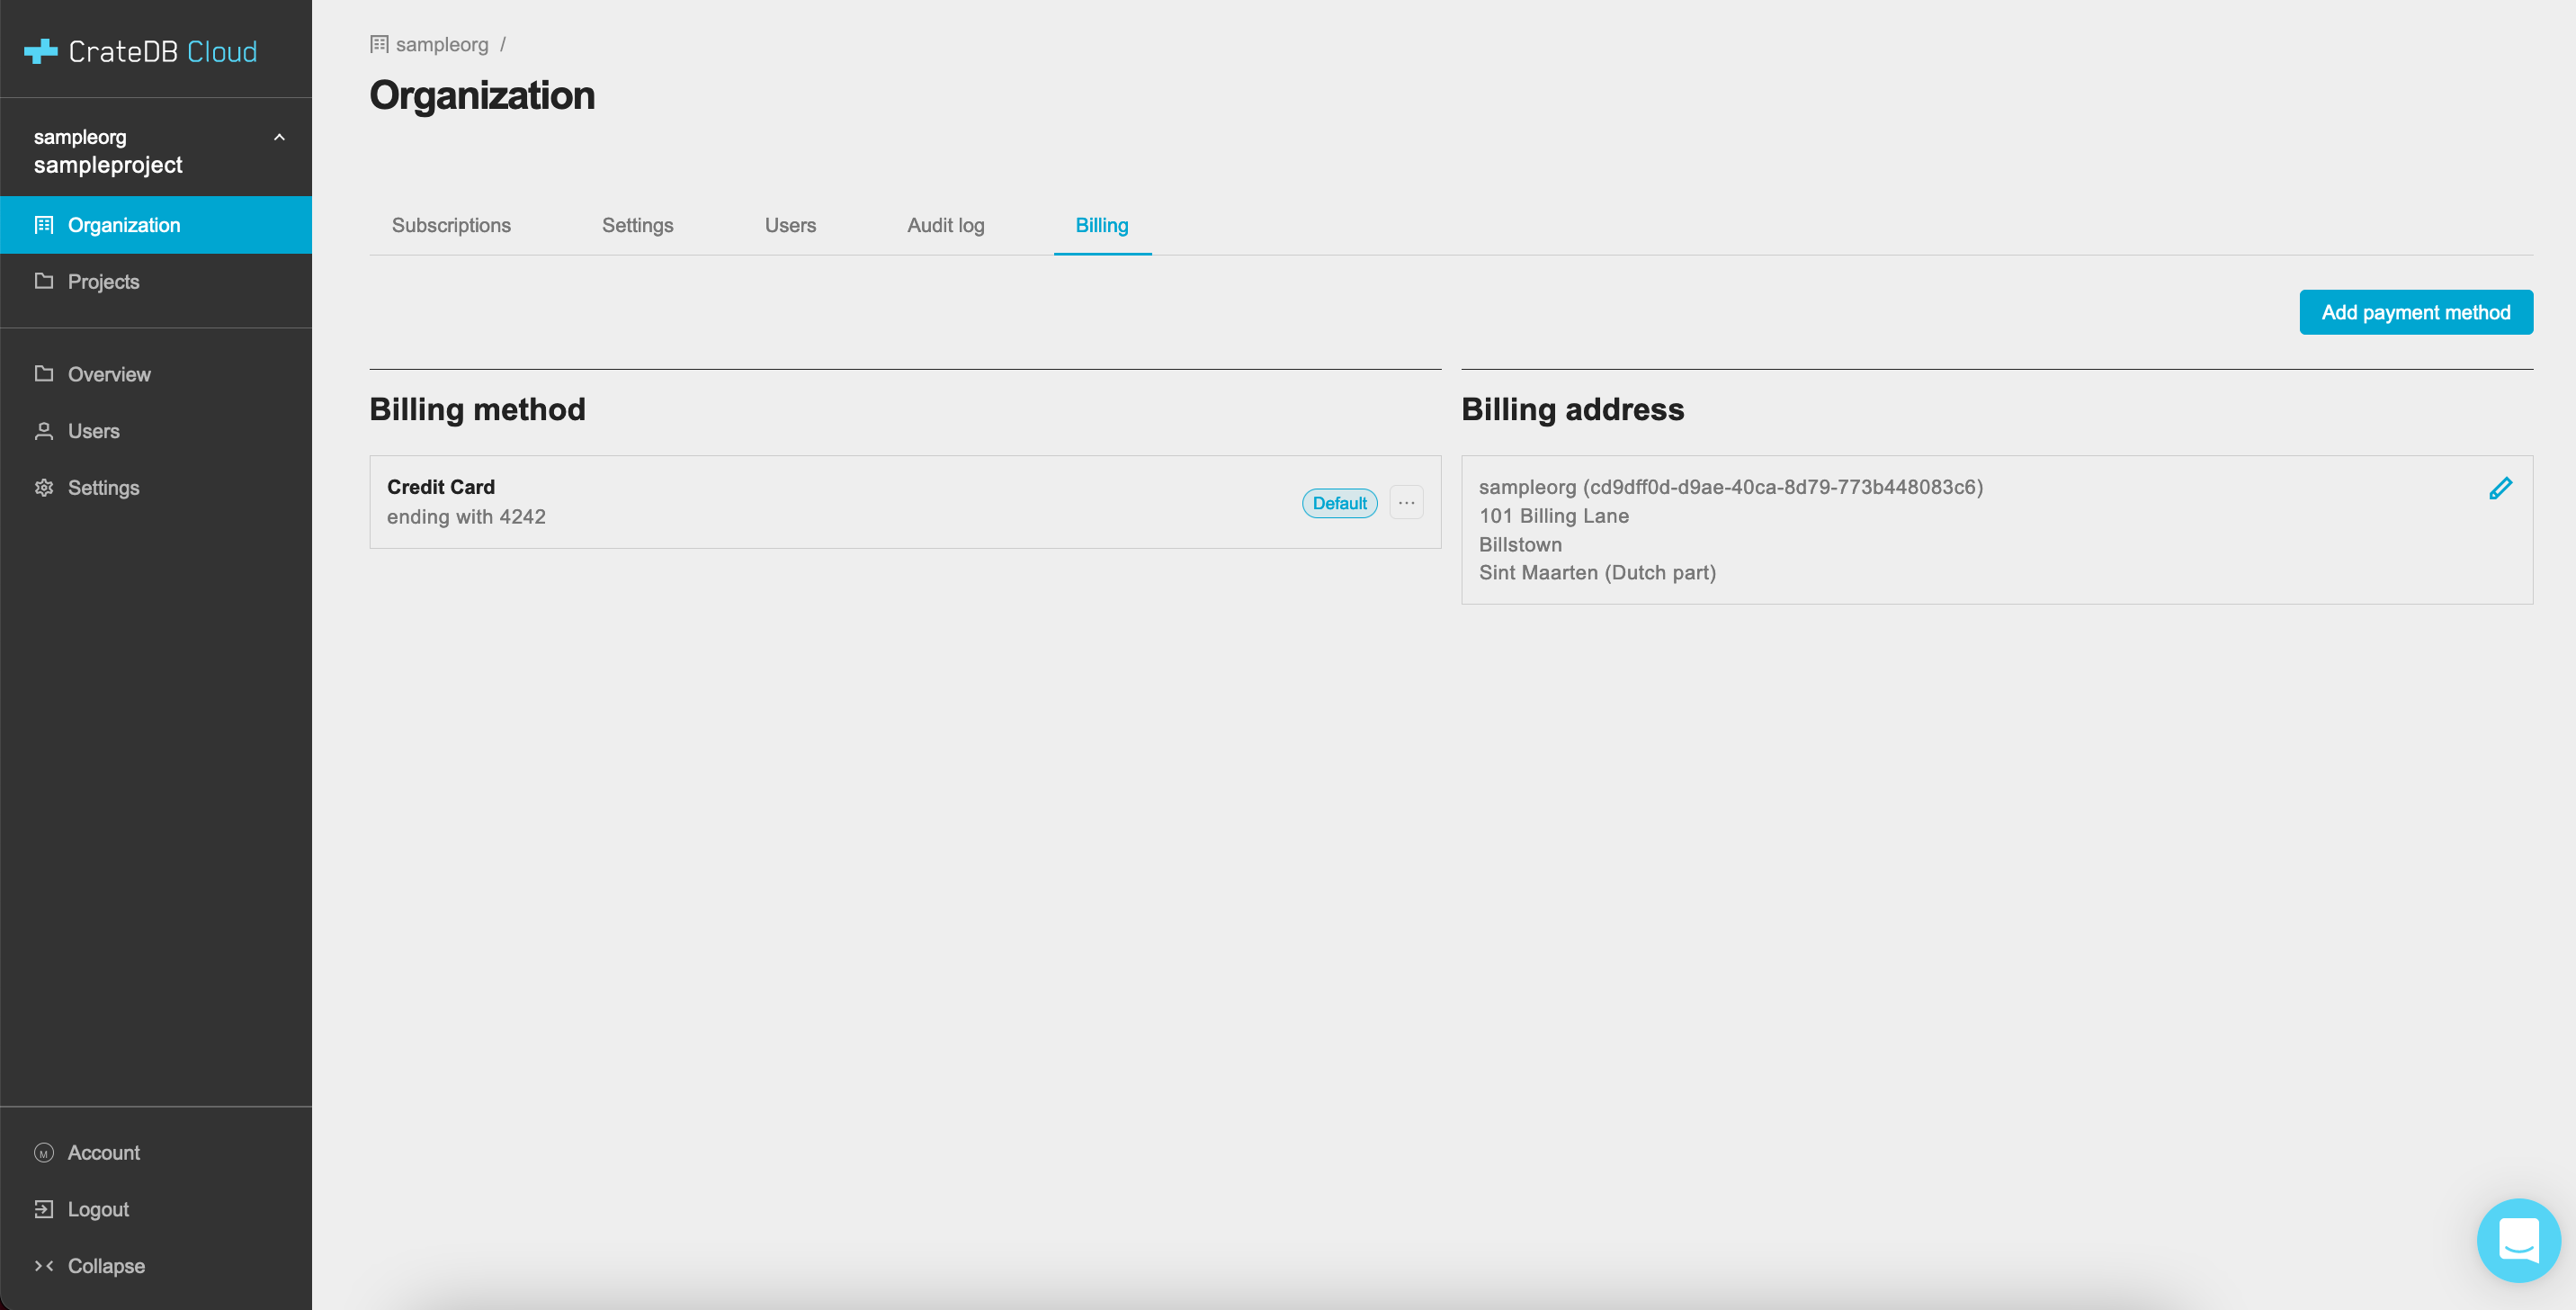 CrateDB Cloud
sampleorg
sampleproject
Organization
Projects
Overview
Users
Settings
Account
Logout
Collapse
sampleorg /
Organization
Subscriptions Settings Users Audit log Billing
Add payment method
Billing method
Credit Card
ending with 4242
Default
Billing address
sampleorg (cd9dff0d-d9ae-40ca-8d79-773b448083c6)
101 Billing Lane
Billstown
Sint Maarten (Dutch part)